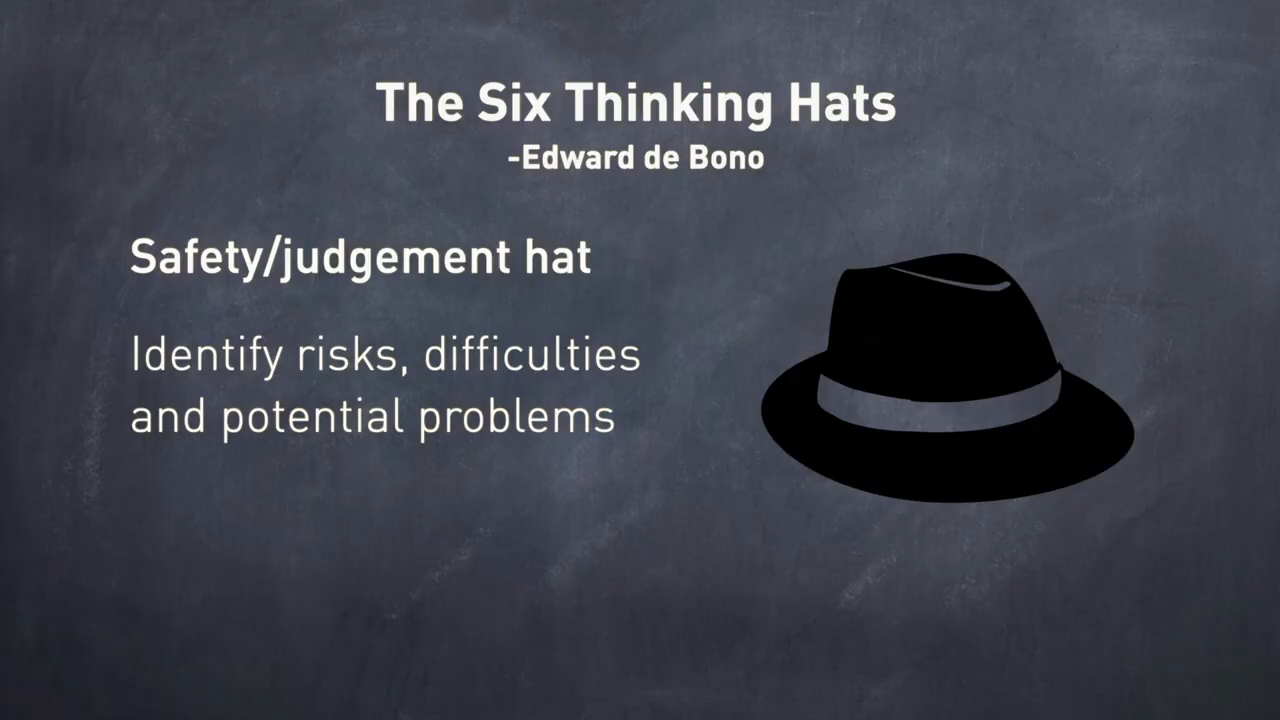 The Six Thinking Hats
-Edward de Bono
Safety/judgement hat
Identify risks, difficulties
and potential problems